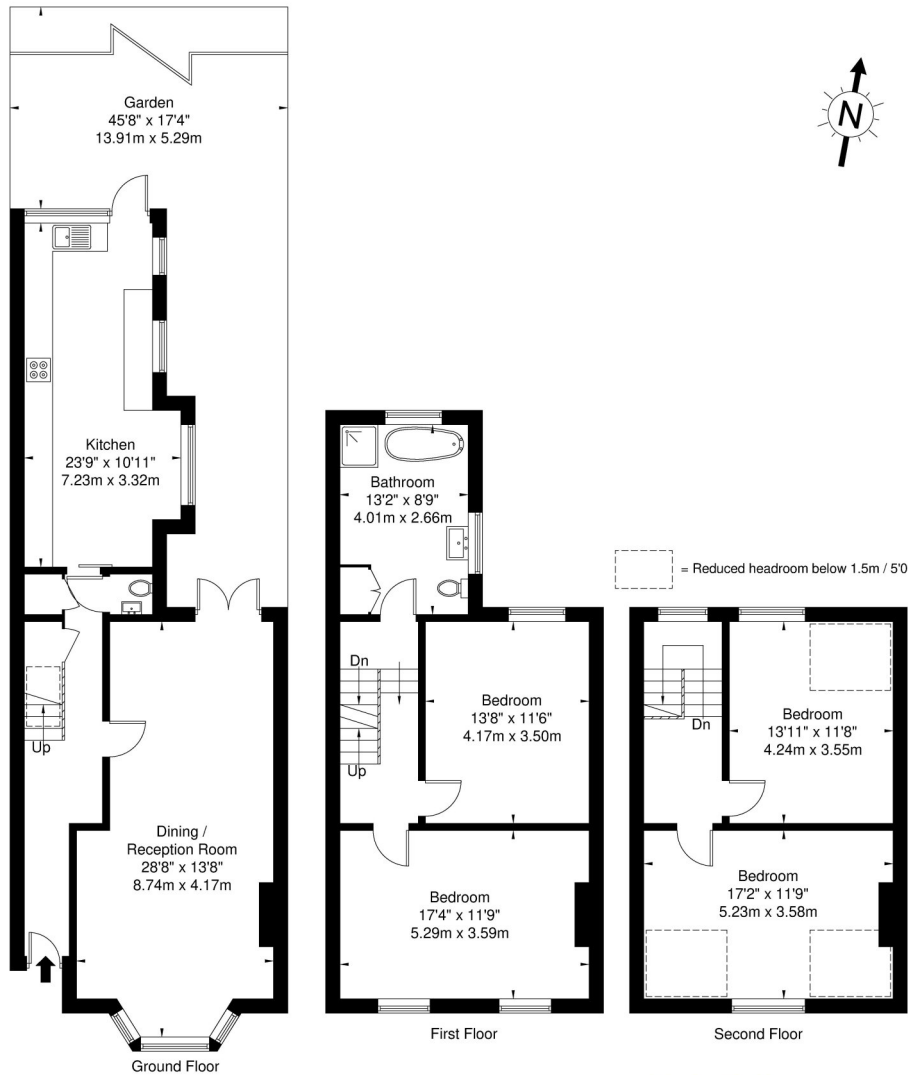 Garden
45'8" x 17'4"
13.91m x 5.29m
N
Kitchen
23'9" x 10'11"
7.23m x 3.32m
Up
Dining /
Reception Room
28'8" x 13'8"
8.74m x 4.17m
Ground Floor
Bathroom
13'2" x 8'9"
4.01m x 2.66m
Dn
Up
Bedroom
13'8" x 11'6"
4.17m x 3.50m
Bedroom
17'4" x 11'9"
5.29m x 3.59m
First Floor
= Reduced headroom below 1.5m / 5'0
Dn
Bedroom
13'11" x 11'8"
4.24m x 3.55m
Bedroom
17'2" x 11'9"
5.23m x 3.58m
Second Floor